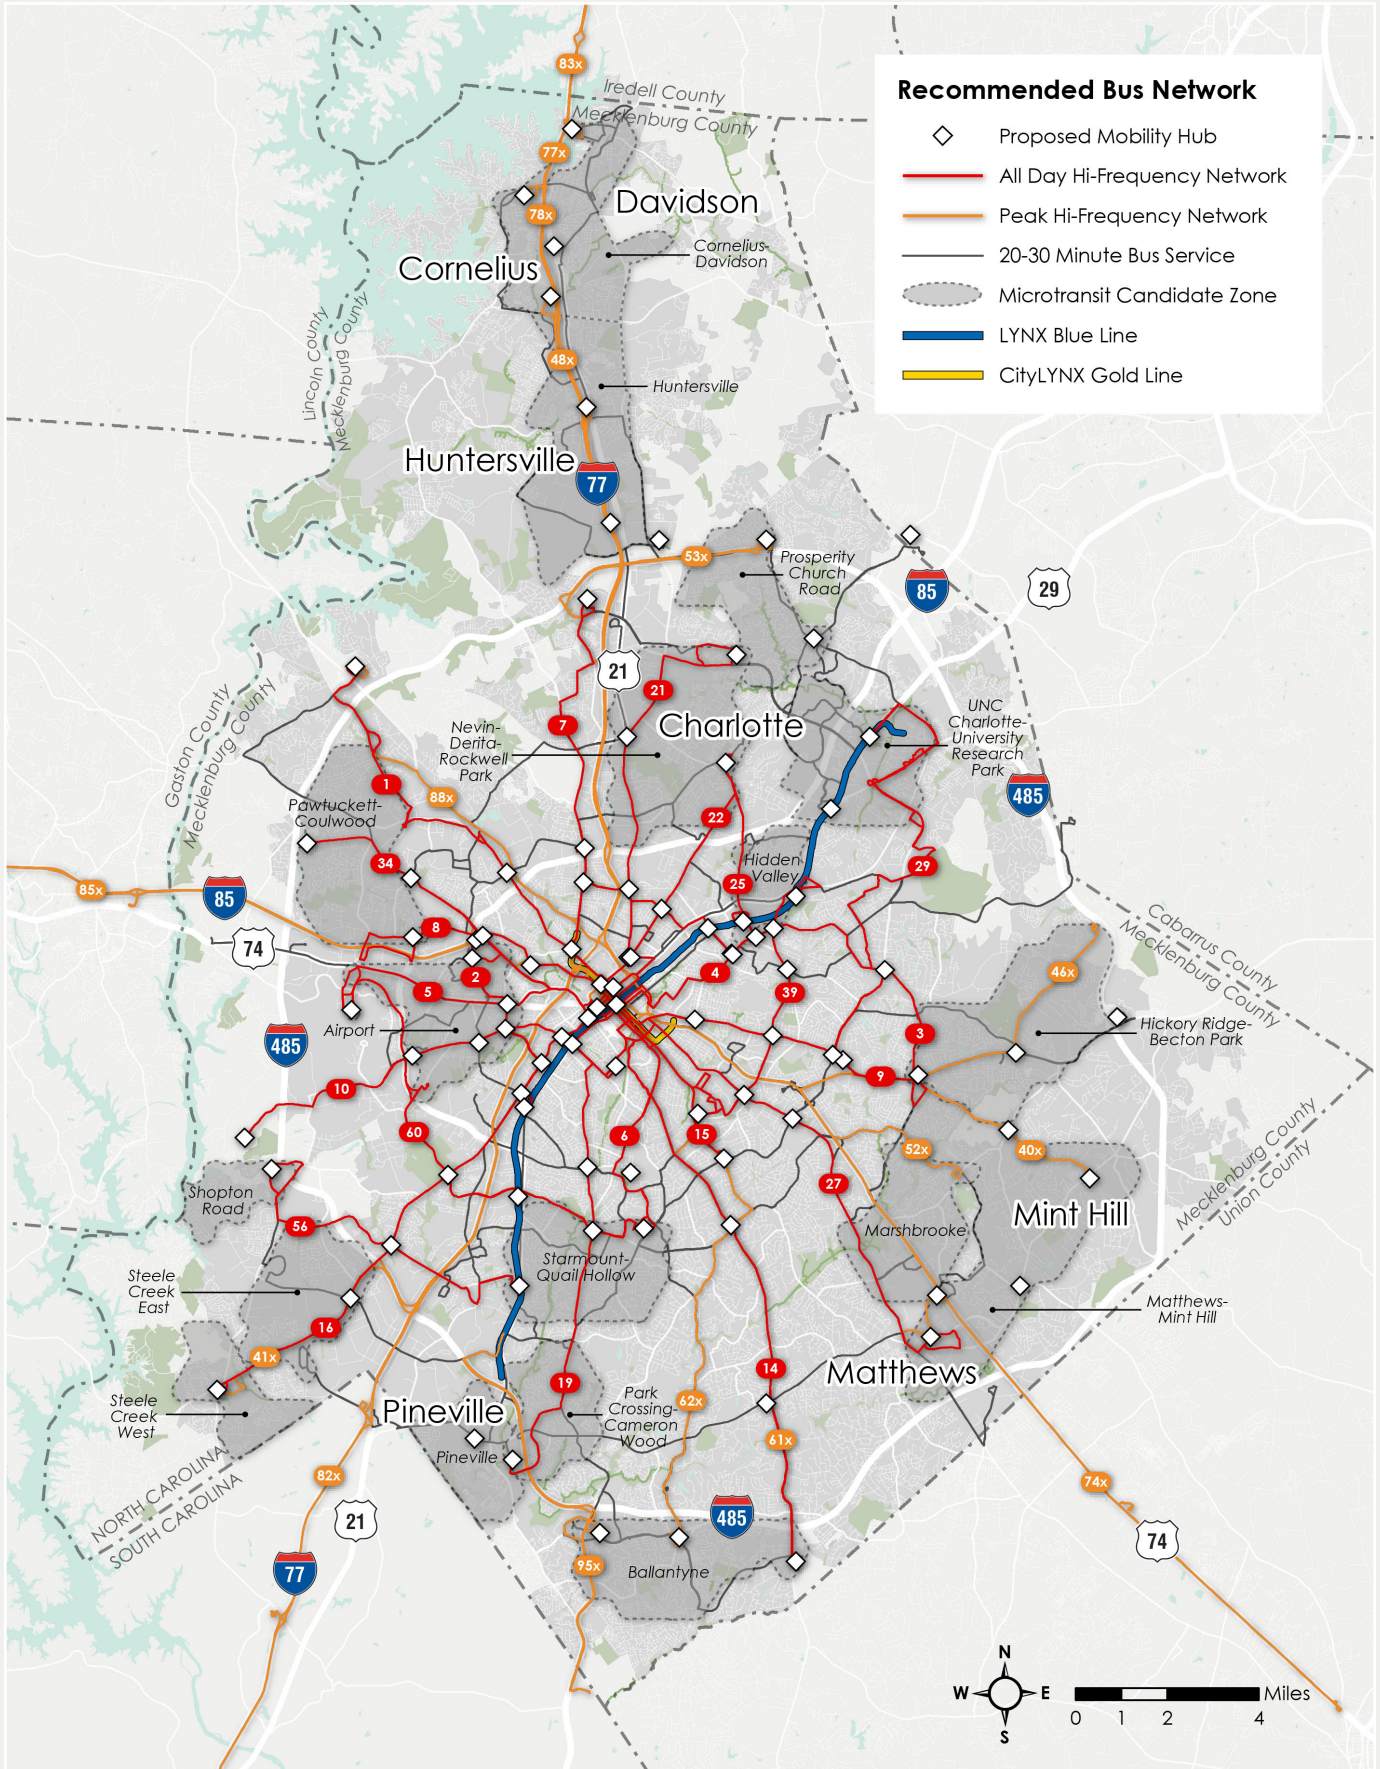 Recommended Bus Network
Proposed Mobility Hub
All Day Hi-Frequency Network
Peak Hi-Frequency Network
20-30 Minute Bus Service
Microtransit Candidate Zone
LYNX Blue Line
CityLYNX Gold Line
83x
Iredell County
Mecklenburg County
77x
Davidson
78x
Cornelius-
Davidson
Cornelius
Lincoln County
Mecklenburg County
48x
Huntersville
Huntersville
77
53x
Prosperity
Church
Road
85
29
21
21
7
Charlotte
Nevin-
Derita-
Rockwell
Park
UNC
Charlotte-
University
Research
Park
Gaston County
Mecklenburg County
1
88x
485
Pawtuckett-
Coulwood
22
34
Hidden
Valley
29
25
85x
85
8
74
Cabarrus County
Mecklenburg County
2
4
46x
5
39
Airport
3
Hickory Ridge-
Becton Park
485
9
10
60
6
15
52x
40x
Mecklenburg County
Union County
27
Shopton
Road
Mint Hill
56
Marshbrooke
Starmount-
Quail Hollow
Steele
Creek
East
Matthews-
Mint Hill
16
41x
14
Matthews
19
Park
Crossing-
Cameron
Wood
62x
Steele
Creek
West
Pineville
61x
Pineville
NORTH CAROLINA
SOUTH CAROLINA
82x
74x
21
485
74
95x
Ballantyne
77
N
W
E
S
Miles
0
1
2
4